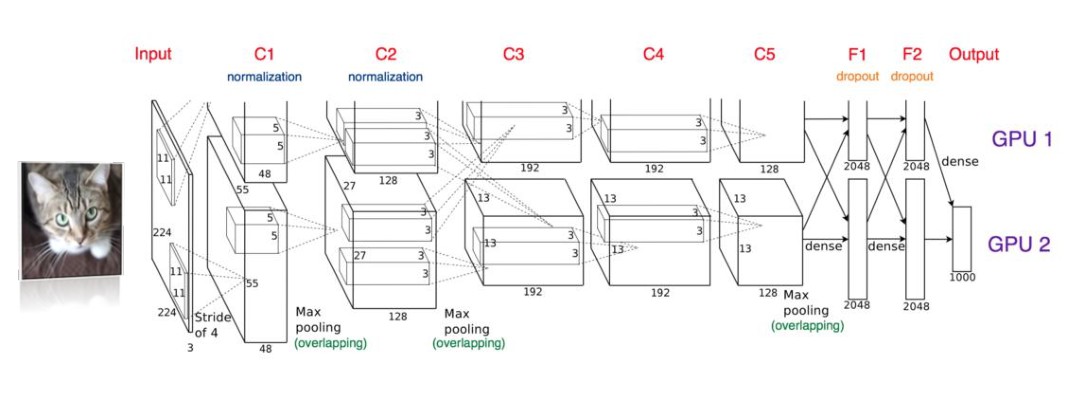 Input
C1
C2
C3
C4
C5
F1
F2
Output
normalization
normalization
dropout
dropout
GPU 1
5
5
48
3
3
3
128
3
3
192
3
3
192
128
2048
2048
dense
11
11
55
27
224
5
5
55
3
3
27
3
3
128
13
13
3
3
192
13
13
3
3
192
13
13
128
dense
dense
GPU 2
1000
2048
2048
11
11
224
3
Stride
of 4
48
Max
pooling
(overlapping)
Max
pooling
(overlapping)
Max
pooling
(overlapping)